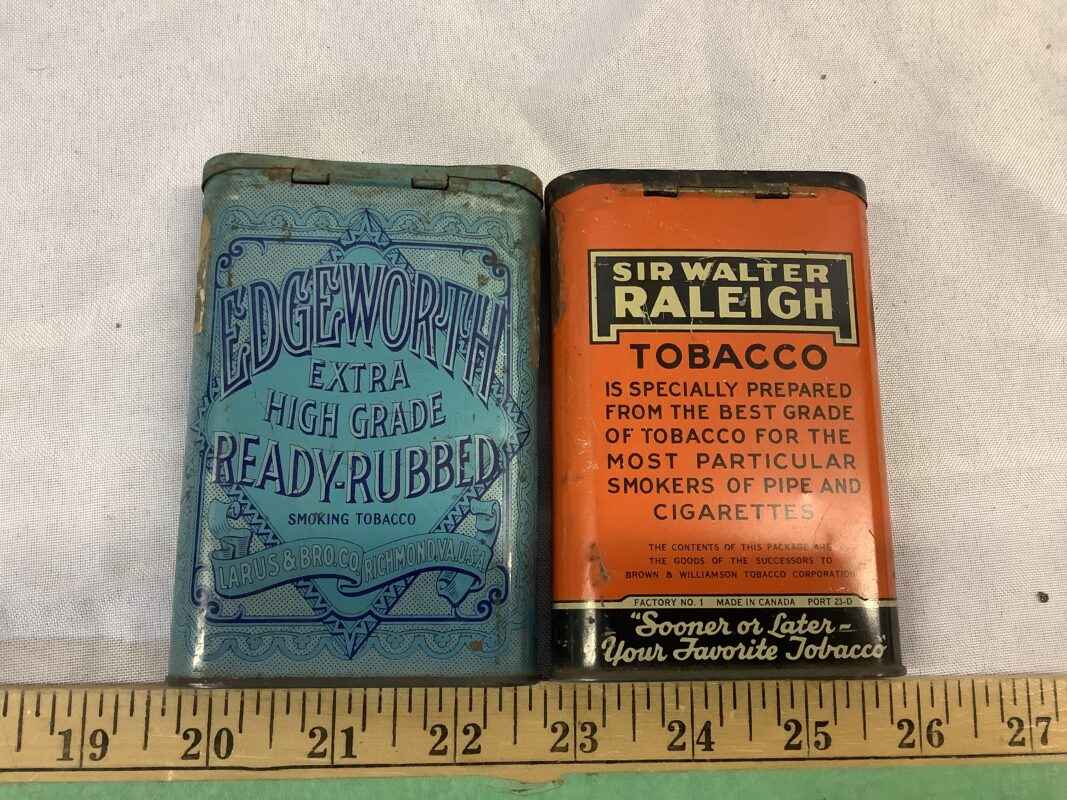 EDGEWORTH
EXTRA
HIGH GRADE
READY-RUBBED
SMOKING TOBACCO
LARUS & BRO. CO. RICHMOND, VA. U.S.A.
SIR WALTER
RALEIGH
TOBACCO
IS SPECIALLY PREPARED
FROM THE BEST GRADE
OF TOBACCO FOR THE
MOST PARTICULAR
SMOKERS OF PIPE AND
CIGARETTES
THE CONTENTS OF THIS PACKAGE ARE
THE GOODS OF THE SUCCESSORS TO
BROWN & WILLIAMSON TOBACCO CORPORATION
FACTORY NO. 1 MADE IN CANADA PORT 23-D
"Sooner or Later-
Your Favorite Tobacco"
19 20 21 22 23 24 25 26 27